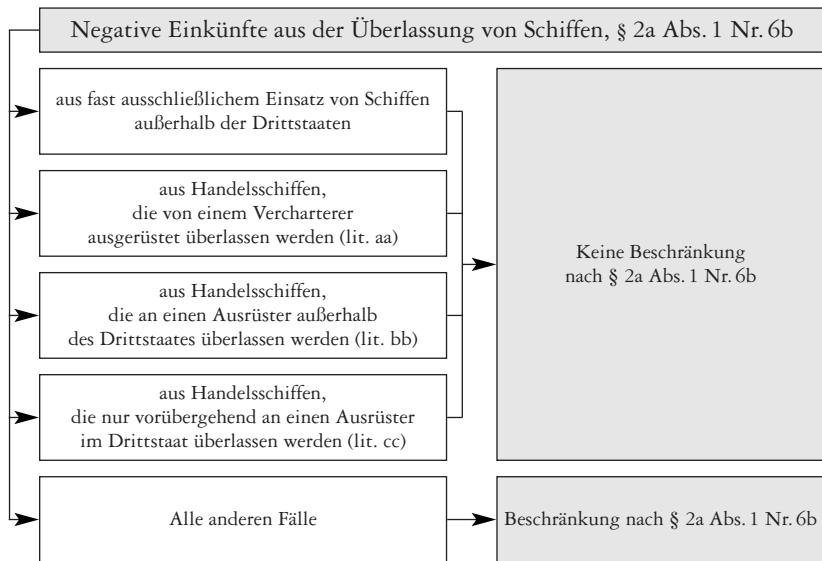 Negative Einkünfte aus der Überlassung von Schiffen, § 2a Abs. 1 Nr. 6b
aus fast ausschließlichem Einsatz von Schiffen
außerhalb der Drittstaaten
aus Handelsschiffen,
die von einem Vercharterer
ausgerüstet überlassen werden (lit. aa)
aus Handelsschiffen,
die an einen Ausrüster außerhalb
des Drittstaates überlassen werden (lit. bb)
aus Handelsschiffen,
die nur vorübergehend an einen Ausrüster
im Drittstaat überlassen werden (lit. cc)
Keine Beschränkung
nach § 2a Abs. 1 Nr. 6b
Alle anderen Fälle
Beschränkung nach § 2a Abs. 1 Nr. 6b